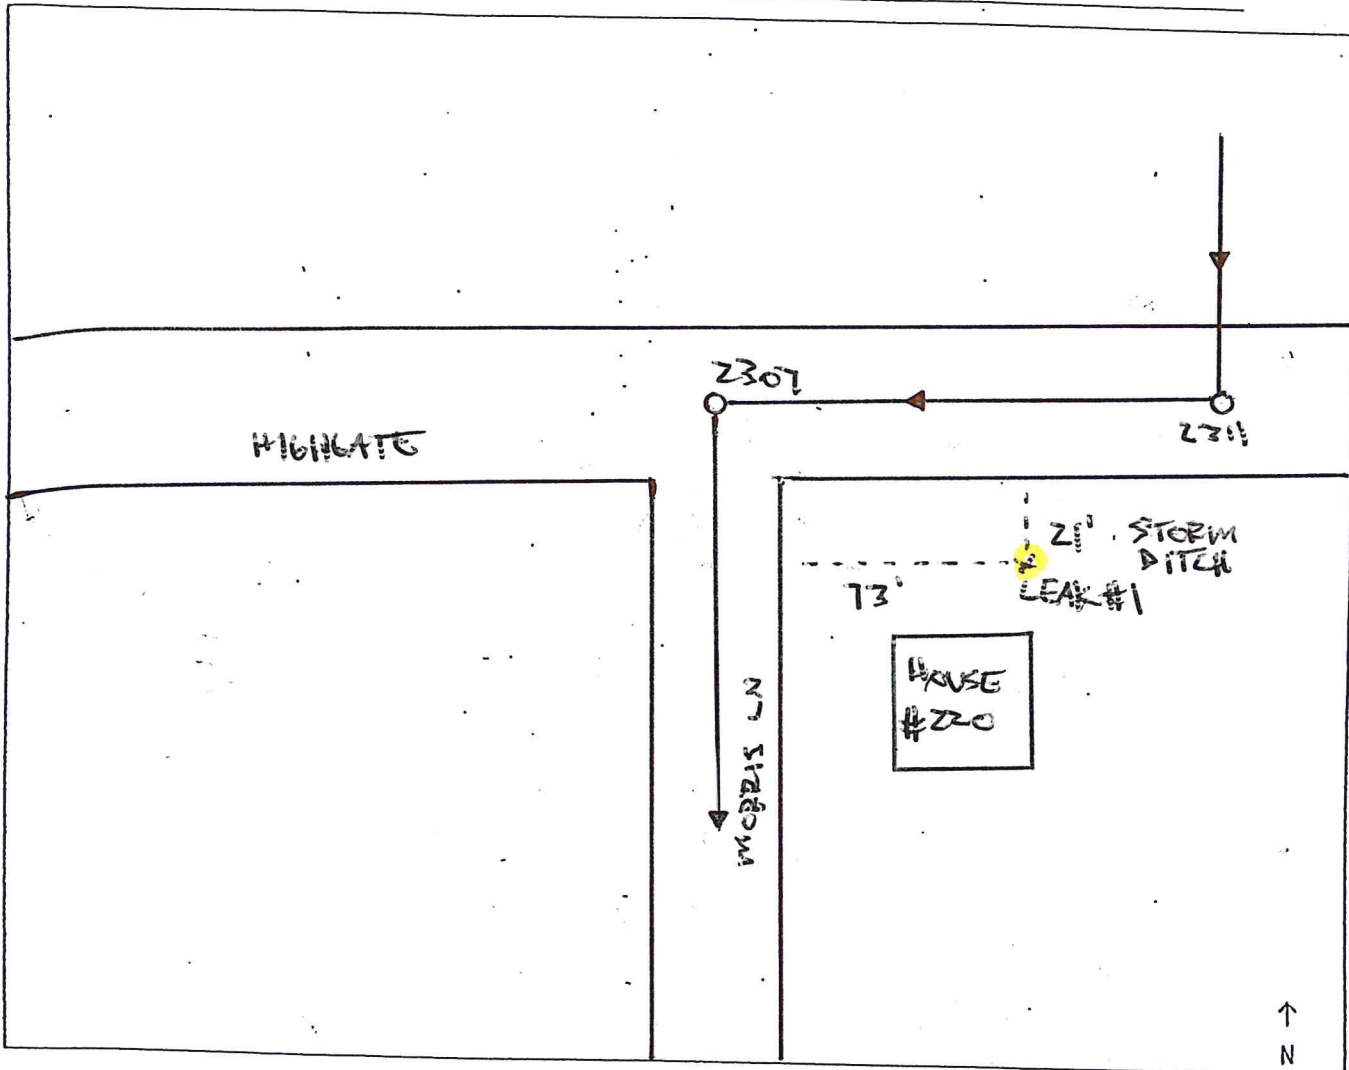 2307
2311
HIGHGATE
21' STORM
DITCH
73'
LEAK #1
HOUSE
#220
MORRIS LN
N